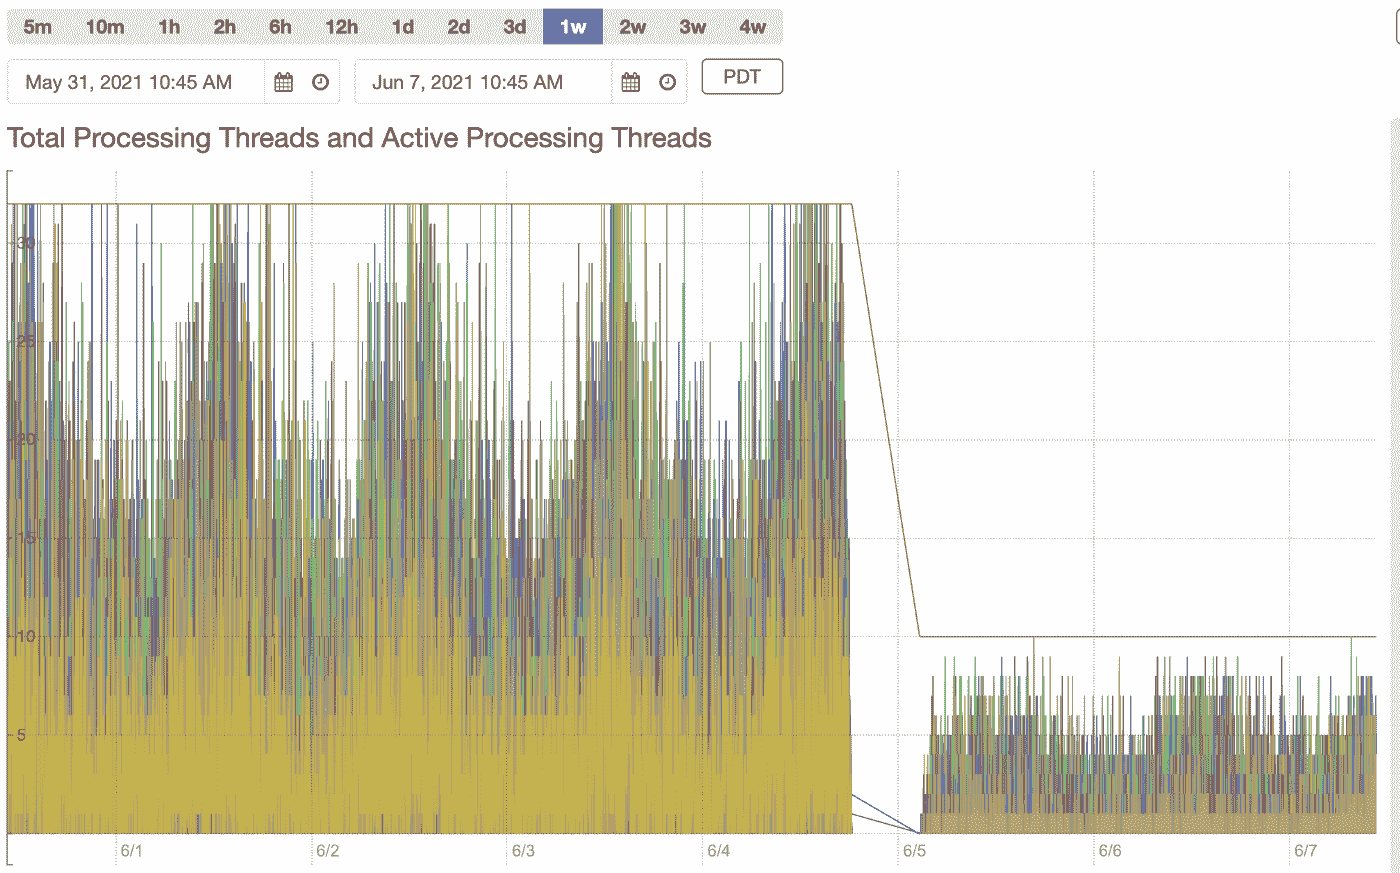 5m 10m 1h 2h 6h 12h 1d 2d 3d 1w 2w 3w 4w
May 31, 2021 10:45 AM Jun 7, 2021 10:45 AM PDT
Total Processing Threads and Active Processing Threads
30
25
20
15
10
5
6/1 6/2 6/3 6/4 6/5 6/6 6/7